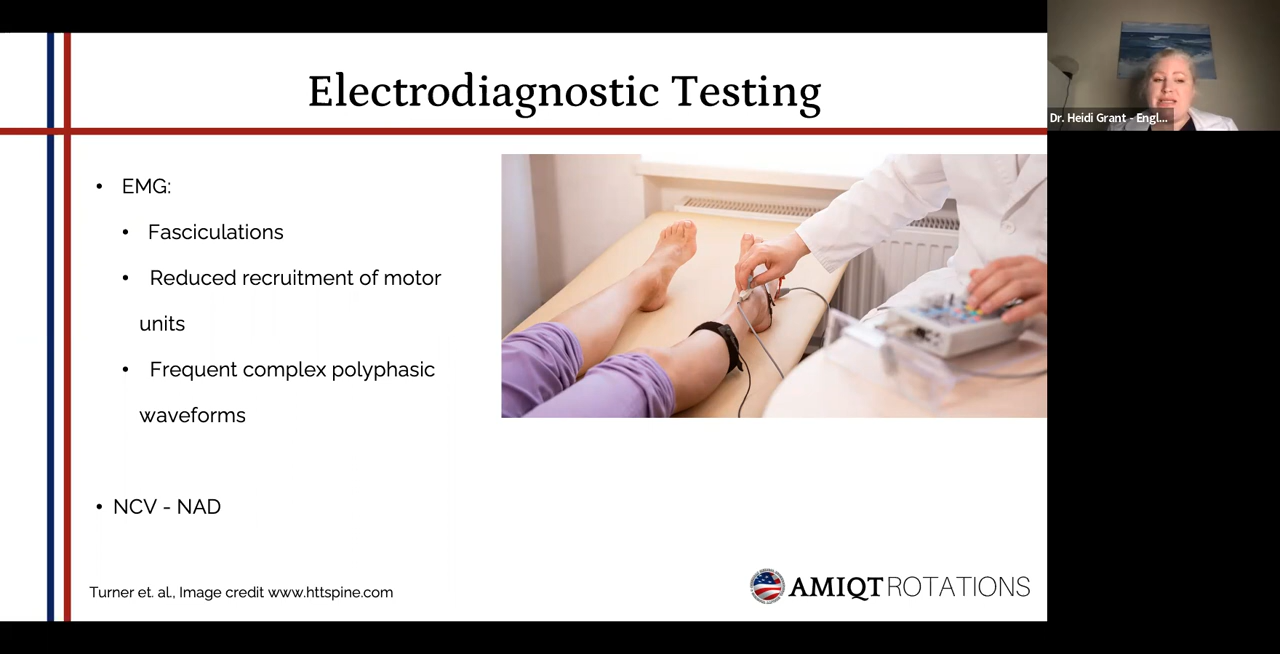 Electrodiagnostic Testing
Dr. Heidi Grant - Engl...
• EMG:
• Fasciculations
• Reduced recruitment of motor
units
• Frequent complex polyphasic
waveforms
• NCV - NAD
Turner et. al., Image credit www.httspine.com
AMIQT ROTATIONS